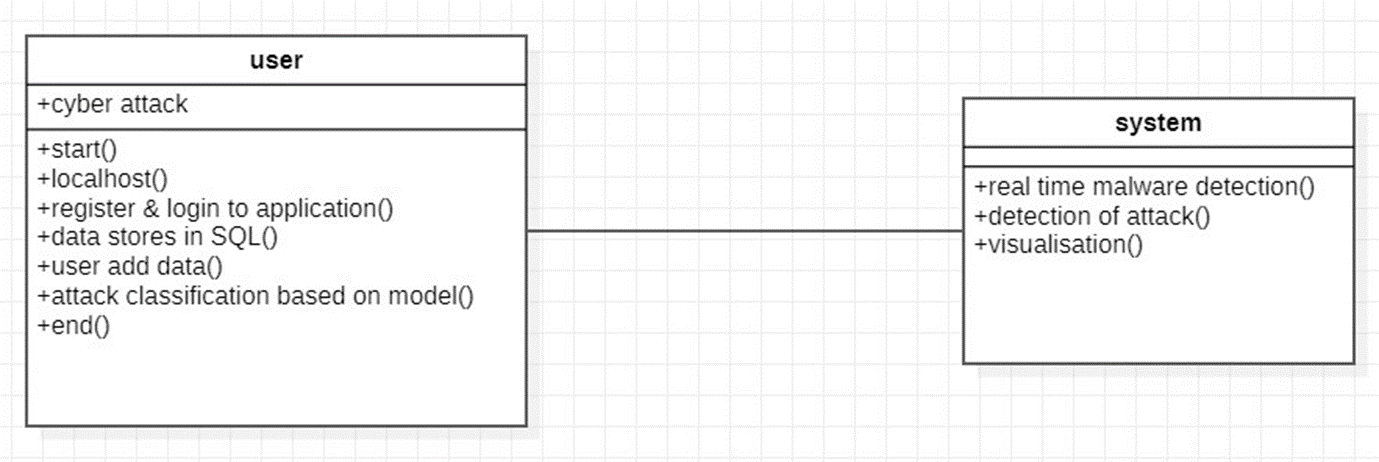 user
+cyber attack
+start()
+localhost()
+register & login to application()
+data stores in SQL()
+user add data()
+attack classification based on model()
+end()
system
+real time malware detection()
+detection of attack()
+visualisation()